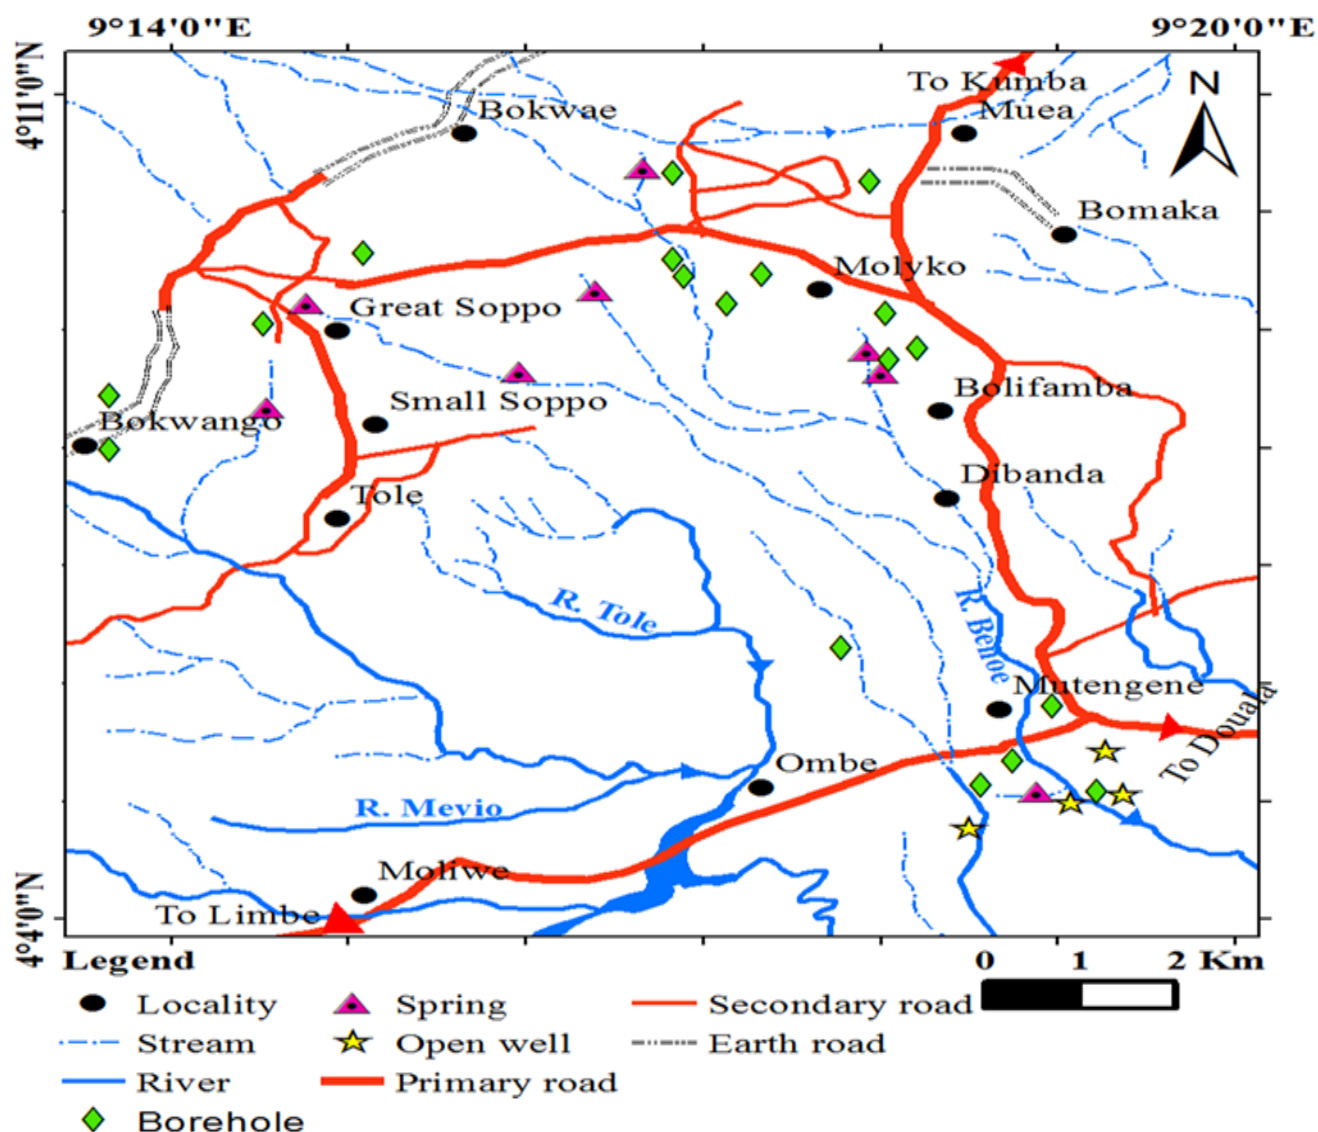 9°14'0"E 9°20'0"E
4°11'0"N
N
To Kumba
Bokwae
Muea
Bomaka
Molyko
Great Soppo
Bolifamba
Small Soppo
Bokwango
Dibanda
Tole
R. Tole
R. Benoe
Mutengene
To Douala
Ombe
R. Mevio
Moliwe
To Limbe
4°4'0"N
Legend
0 1 2 Km
Locality Spring Secondary road
Stream Open well Earth road
River Primary road
Borehole